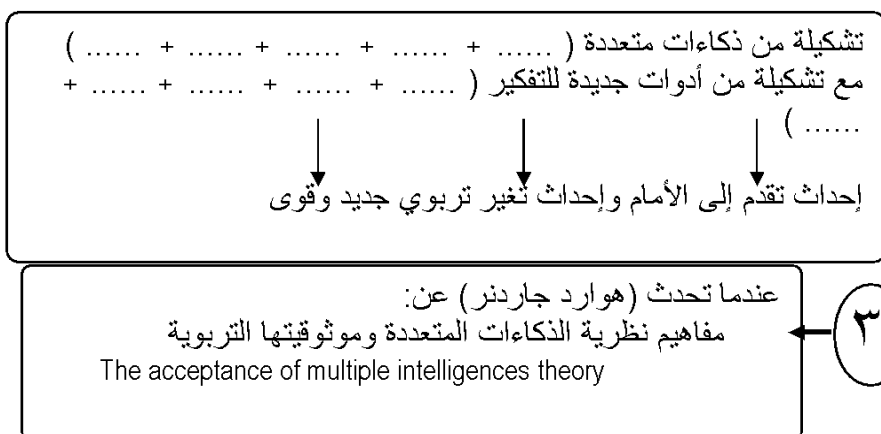 تشكيلة من ذكاءات متعددة ( ...... + ...... + ...... + ...... + ...... )
مع تشكيلة من أدوات جديدة للتفكير ( ...... + ...... + ...... + ...... +
...... )
إحداث تقدم إلى الأمام وإحداث تغير تربوي جديد وقوى
عندما تحدث (هوارد جاردنر) عن:
٣
مفاهيم نظرية الذكاءات المتعددة وموثوقيتها التربوية
The acceptance of multiple intelligences theory